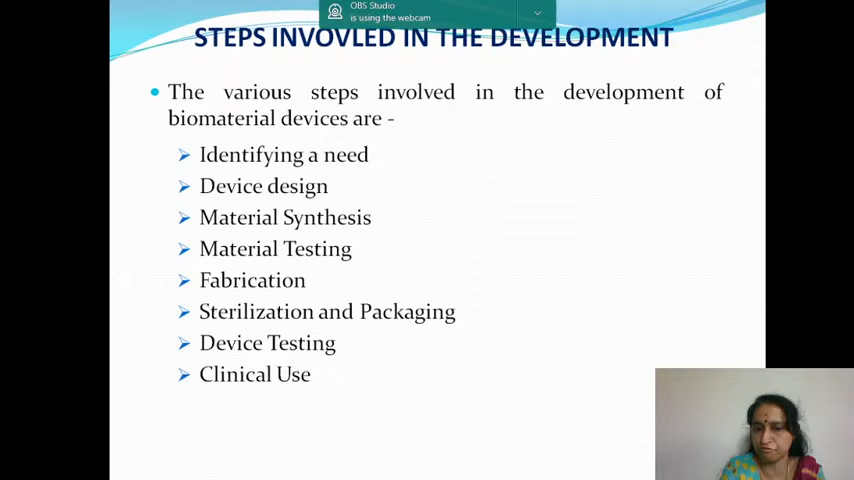 OBS Studio
is using the webcam
STEPS INVOVLED IN THE DEVELOPMENT
The various steps involved in the development of
biomaterial devices are -
Identifying a need
Device design
Material Synthesis
Material Testing
Fabrication
Sterilization and Packaging
Device Testing
Clinical Use